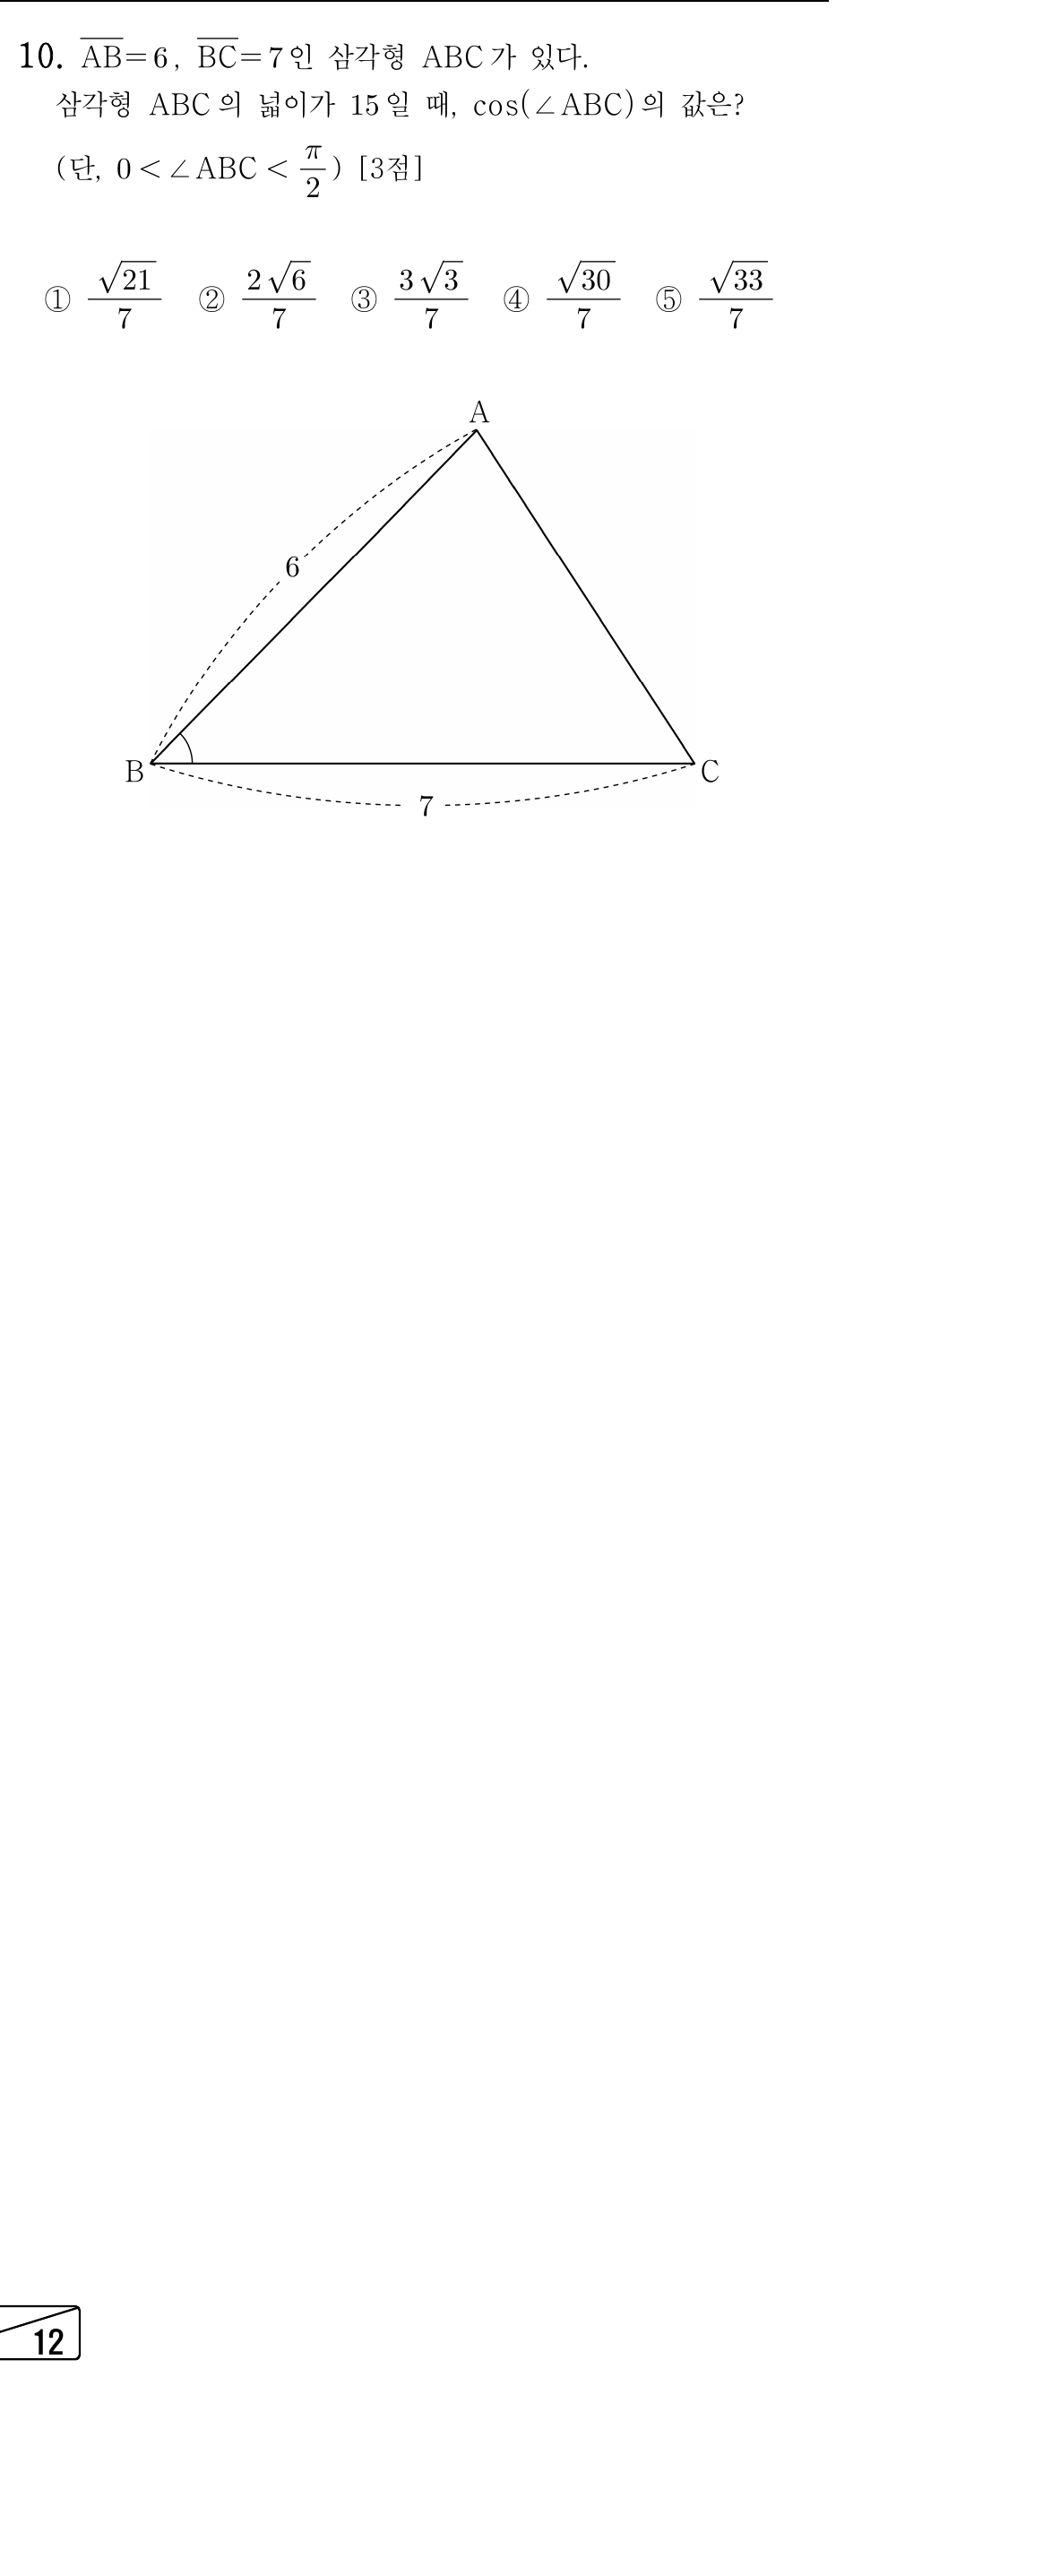 10. $\overline{AB}=6$, $\overline{BC}=7$인 삼각형 ABC가 있다.
삼각형 ABC의 넓이가 15일 때, cos(∠ABC)의 값은?
(단, $0<∠ABC<\frac{π}{2}$) [3점]
① $\frac{\sqrt{21}}{7}$ ② $\frac{2\sqrt{6}}{7}$ ③ $\frac{3\sqrt{3}}{7}$ ④ $\frac{\sqrt{30}}{7}$ ⑤ $\frac{\sqrt{33}}{7}$
A
6
B
C
7
12